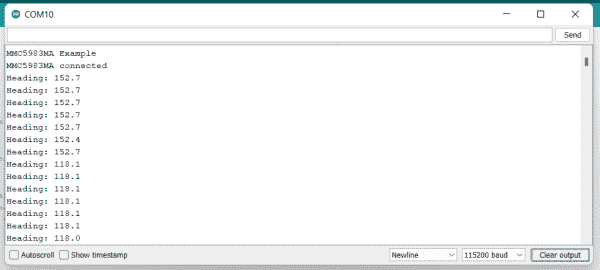 COM10
Send
MMC5983MA Example
MMC5983MA connected
Heading: 152.7
Heading: 152.7
Heading: 152.7
Heading: 152.7
Heading: 152.7
Heading: 152.4
Heading: 152.7
Heading: 118.1
Heading: 118.1
Heading: 118.1
Heading: 118.1
Heading: 118.1
Heading: 118.1
Heading: 118.0
Autoscroll Show timestamp Newline 115200 baud Clear output